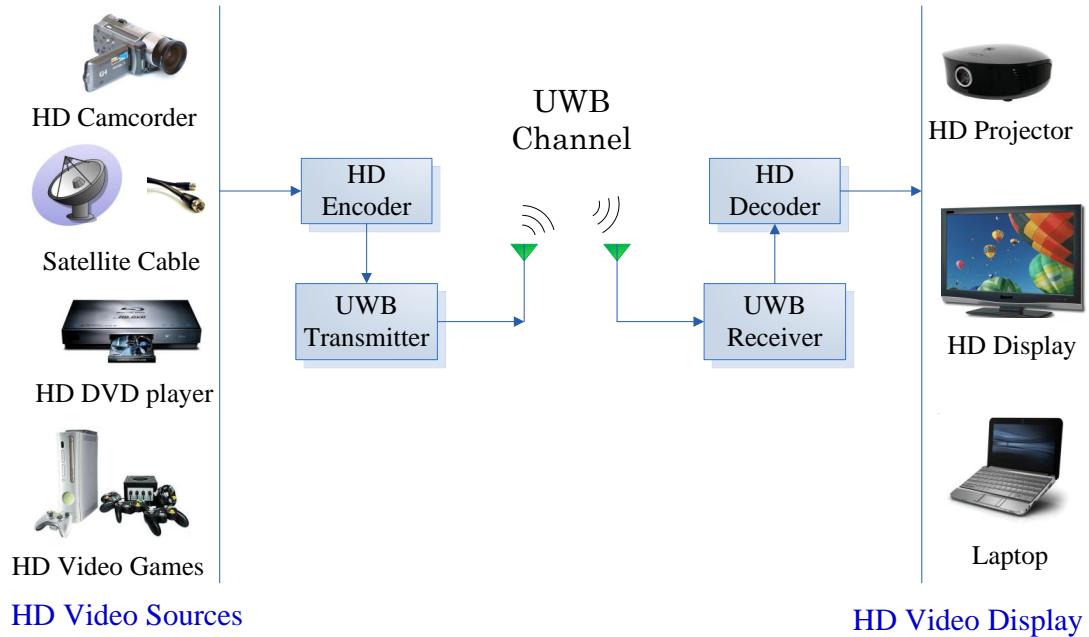 HD Camcorder
Satellite Cable
HD DVD player
HD Video Games
HD Video Sources
HD
Encoder
UWB
Transmitter
UWB
Channel
HD
Decoder
UWB
Receiver
HD Projector
HD Display
Laptop
HD Video Display